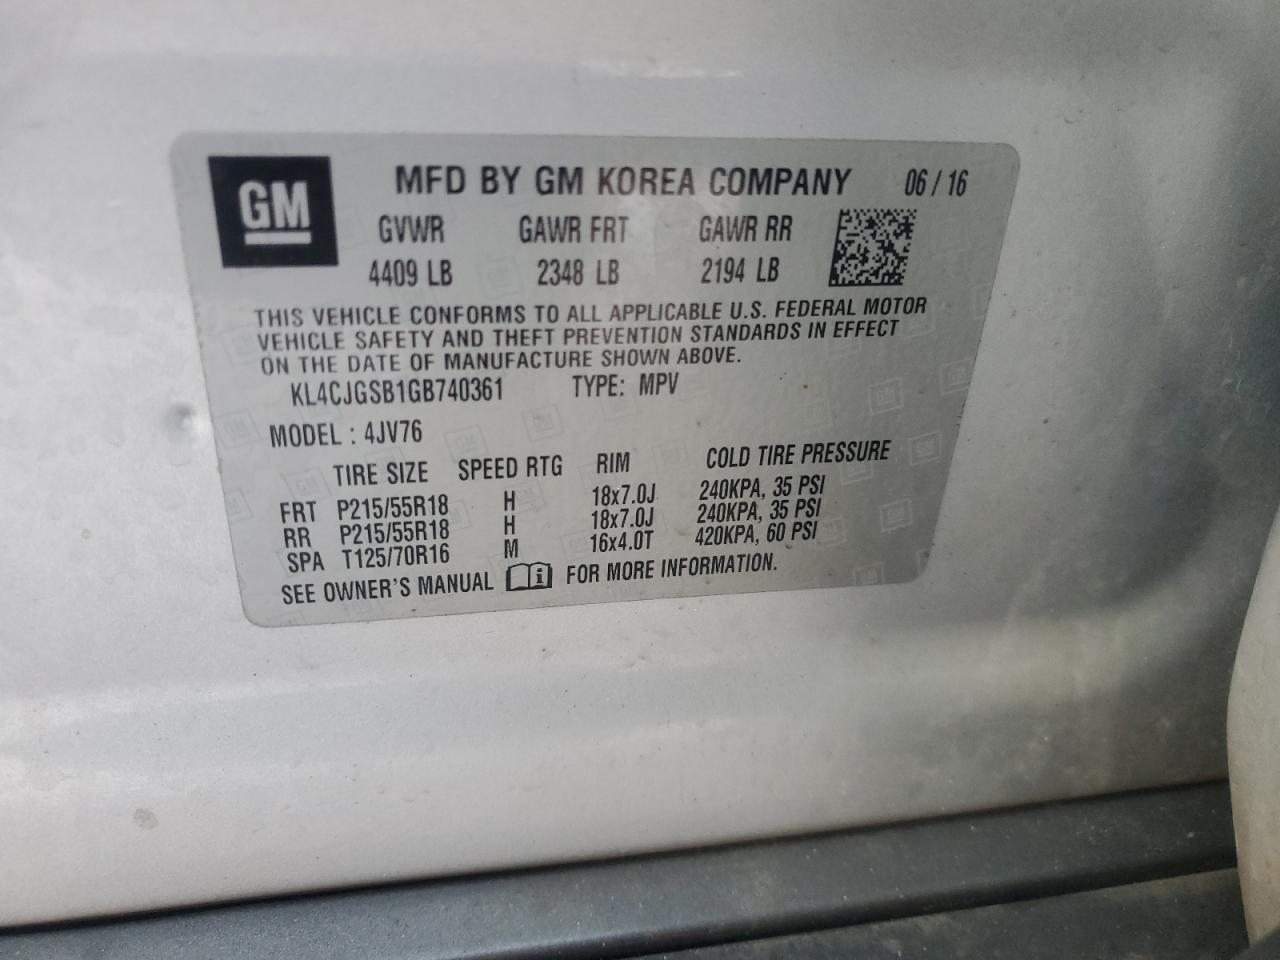 GM
MFD BY GM KOREA COMPANY 06 / 16
GVWR GAWR FRT GAWR RR
4409 LB 2348 LB 2194 LB
THIS VEHICLE CONFORMS TO ALL APPLICABLE U.S. FEDERAL MOTOR
VEHICLE SAFETY AND THEFT PREVENTION STANDARDS IN EFFECT
ON THE DATE OF MANUFACTURE SHOWN ABOVE.
KL4CJGSB1GB740361 TYPE: MPV
MODEL : 4JV76
TIRE SIZE SPEED RTG RIM COLD TIRE PRESSURE
FRT P215/55R18 H 18x7.0J 240KPA, 35 PSI
RR P215/55R18 H 18x7.0J 240KPA, 35 PSI
SPA T125/70R16 M 16x4.0T 420KPA, 60 PSI
SEE OWNER'S MANUAL i FOR MORE INFORMATION.